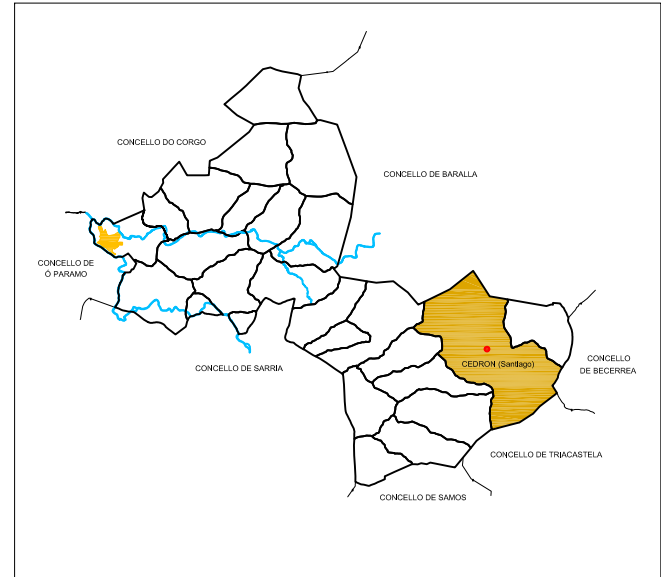 CONCELLO DO CORGO
CONCELLO DE BARALLA
CONCELLO DE
Ó PARAMO
CONCELLO DE SARRIA
CEDRON (Santiago)
CONCELLO
DE BECERREA
CONCELLO DE TRIACASTELA
CONCELLO DE SAMOS